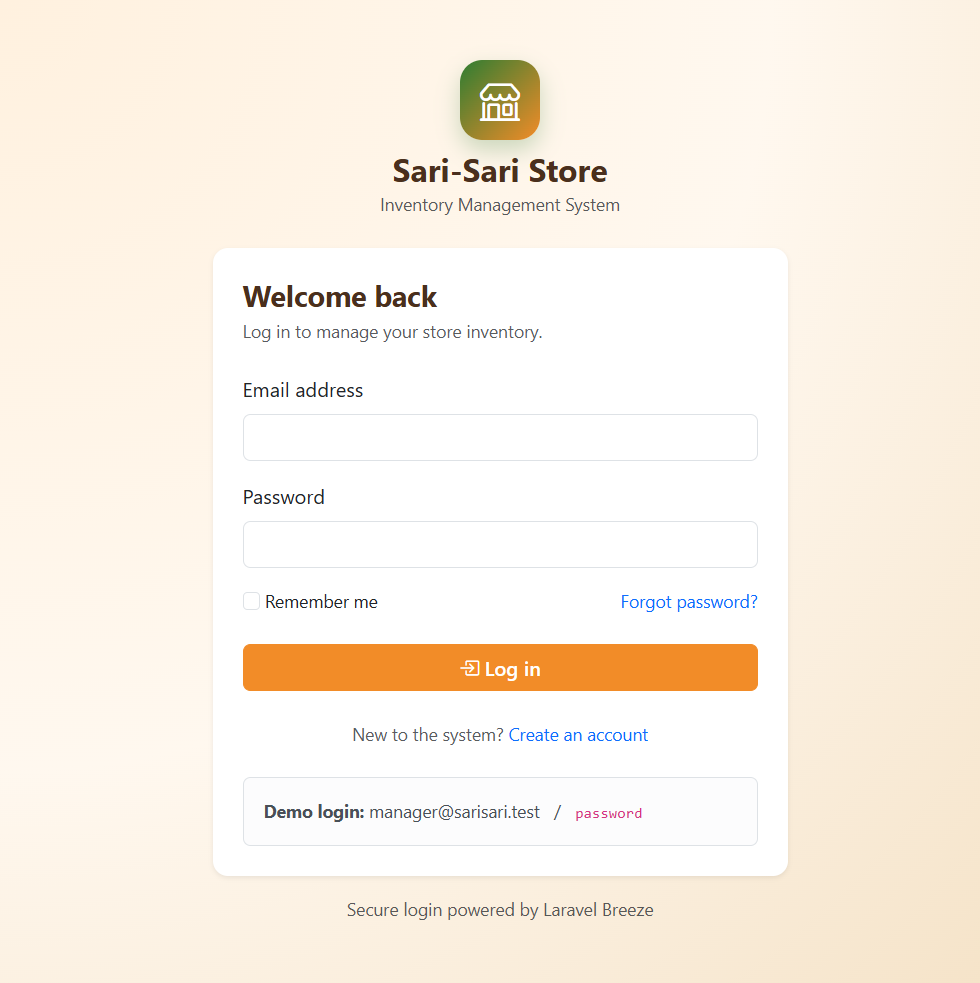 Sari-Sari Store
Inventory Management System
Welcome back
Log in to manage your store inventory.
Email address
Password
Remember me Forgot password?
Log in
New to the system? Create an account
Demo login: manager@sarisari.test / password
Secure login powered by Laravel Breeze